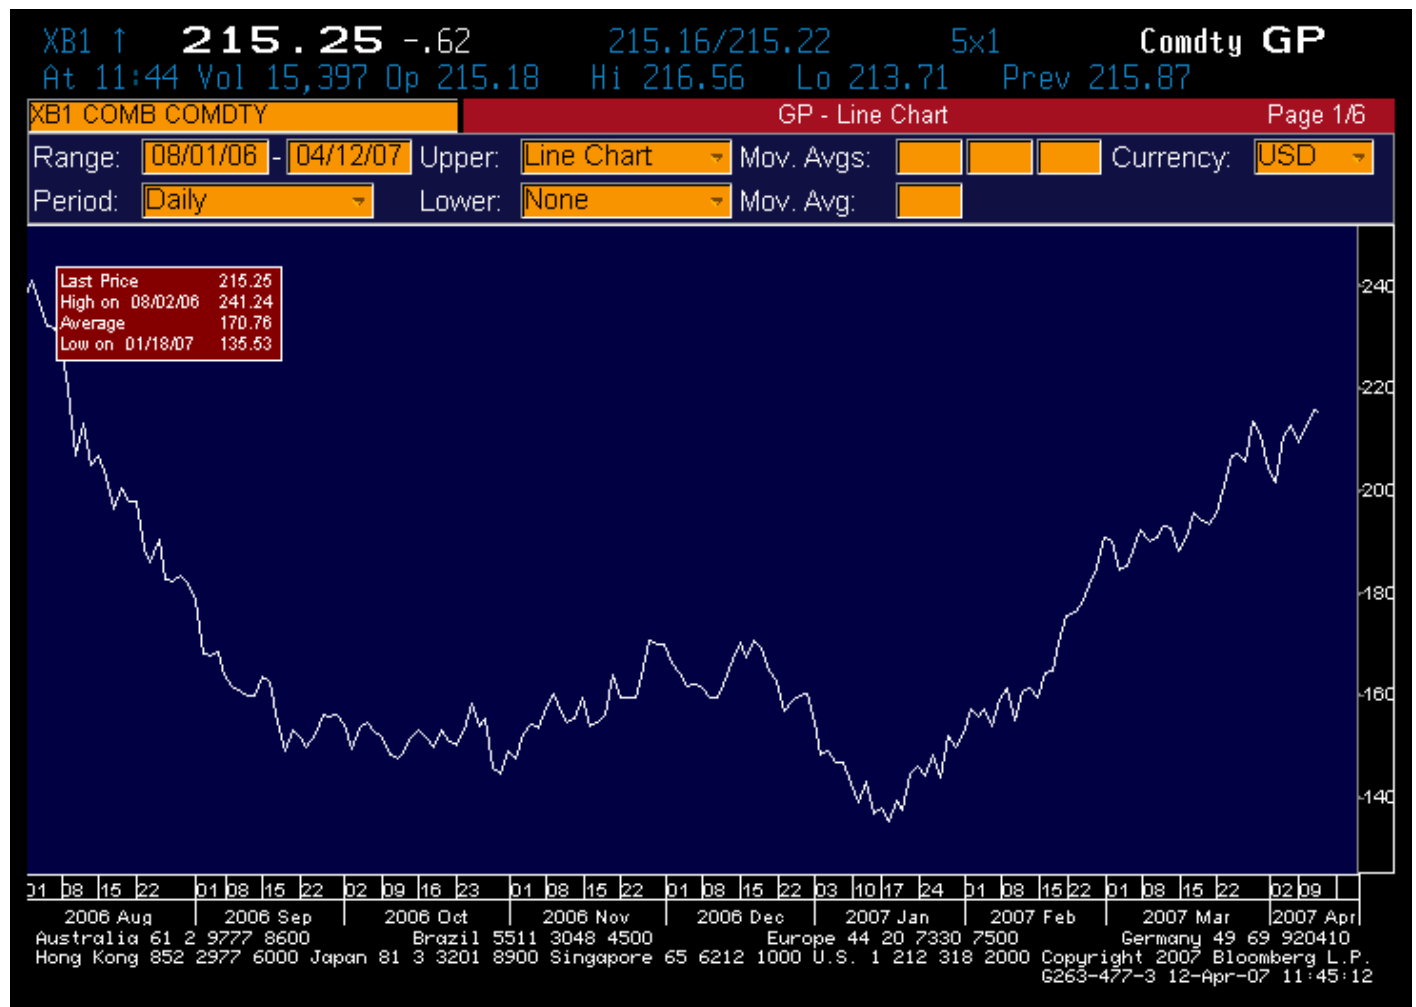 XB1 ↑ 215.25 -.62 215.16/215.22 5x1 Comdty GP
At 11:44 Vol 15,397 Op 215.18 Hi 216.56 Lo 213.71 Prev 215.87
XB1 COMB COMDTY GP - Line Chart Page 1/6
Range: 08/01/06 - 04/12/07 Upper: Line Chart Mov. Avgs: Currency: USD
Period: Daily Lower: None Mov. Avg:
Last Price 215.25
High on 08/02/06 241.24
Average 170.76
Low on 01/18/07 135.53
240
220
200
180
160
140
01 08 15 22 01 08 15 22 02 09 16 23 01 08 15 22 01 08 15 22 03 10 17 24 01 08 15 22 01 08 15 22 02 09
2006 Aug 2006 Sep 2006 Oct 2006 Nov 2006 Dec 2007 Jan 2007 Feb 2007 Mar 2007 Apr
Australia 61 2 9777 8600 Brazil 5511 3048 4500 Europe 44 20 7330 7500 Germany 49 69 920410
Hong Kong 852 2977 6000 Japan 81 3 3201 8900 Singapore 65 6212 1000 U.S. 1 212 318 2000 Copyright 2007 Bloomberg L.P.
G263-477-3 12-Apr-07 11:45:12